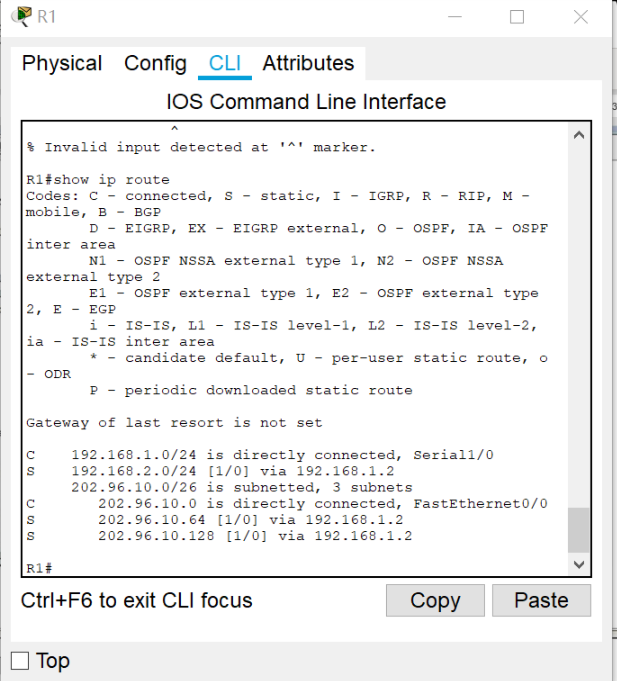 R1
Physical Config CLI Attributes
IOS Command Line Interface
^
% Invalid input detected at '^' marker.
R1#show ip route
Codes: C - connected, S - static, I - IGRP, R - RIP, M -
mobile, B - BGP
D - EIGRP, EX - EIGRP external, O - OSPF, IA - OSPF
inter area
N1 - OSPF NSSA external type 1, N2 - OSPF NSSA
external type 2
E1 - OSPF external type 1, E2 - OSPF external type
2, E - EGP
i - IS-IS, L1 - IS-IS level-1, L2 - IS-IS level-2,
ia - IS-IS inter area
* - candidate default, U - per-user static route, o
- ODR
P - periodic downloaded static route
Gateway of last resort is not set
C 192.168.1.0/24 is directly connected, Serial1/0
S 192.168.2.0/24 [1/0] via 192.168.1.2
202.96.10.0/26 is subnetted, 3 subnets
C 202.96.10.0 is directly connected, FastEthernet0/0
S 202.96.10.64 [1/0] via 192.168.1.2
S 202.96.10.128 [1/0] via 192.168.1.2
R1#
Ctrl+F6 to exit CLI focus
Copy Paste
Top